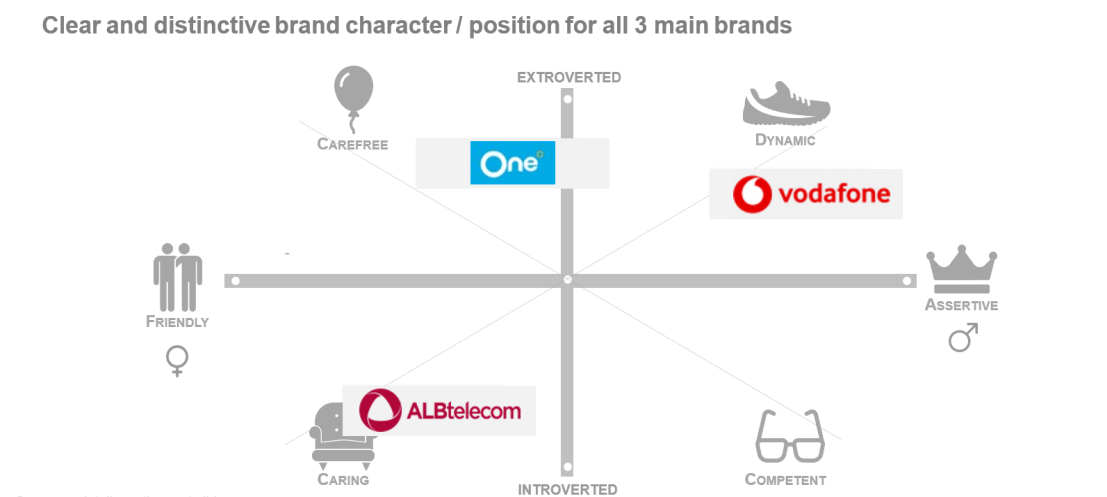 Clear and distinctive brand character / position for all 3 main brands
EXTROVERTED
CAREFREE
DYNAMIC
One
vodafone
FRIENDLY
ASSERTIVE
ALBtelecom
CARING
COMPETENT
INTROVERTED